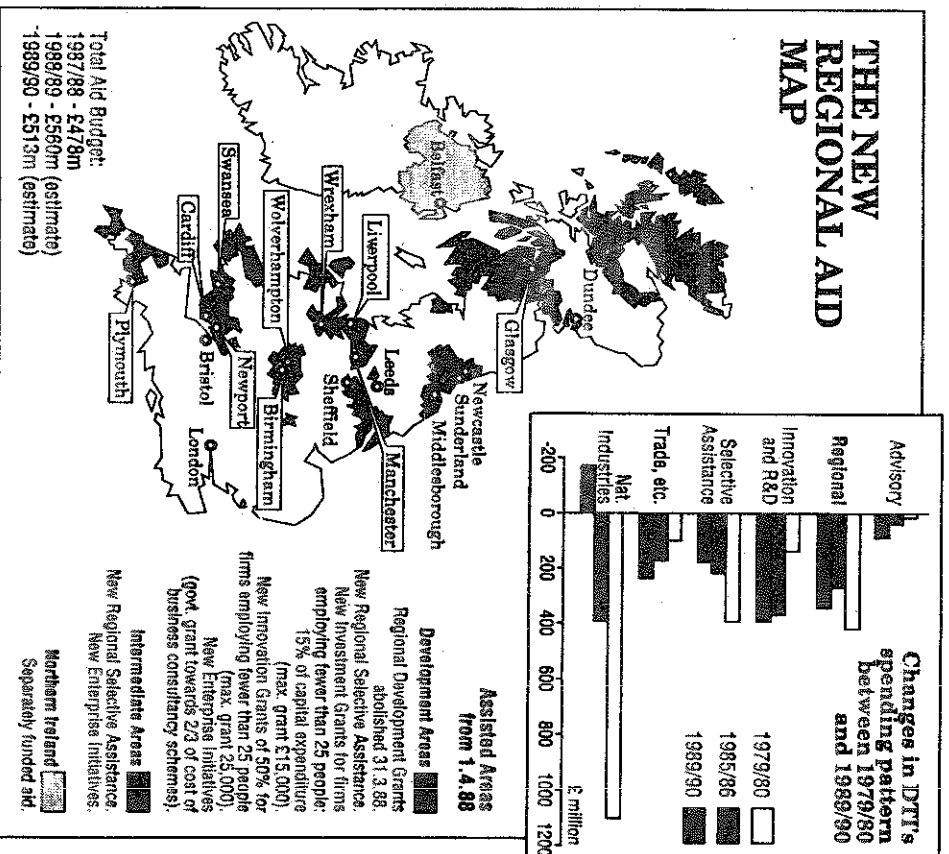 THE NEW
REGIONAL AID
MAP
Belfast
Dundee
Glasgow
Newcastle
Sunderland
Middlesborough
Leeds
Liverpool
Manchester
Sheffield
Wrexham
Wolverhampton
Birmingham
Swansea
Cardiff
Newport
Bristol
London
Plymouth
Total Aid Budget:
1987/88 - £478m
1988/89 - £560m (estimate)
1989/90 - £513m (estimate)
Changes in DTI's
spending pattern
between 1979/80
and 1989/90
1979/80
1985/86
1989/90
Advisory
Regional
Innovation
and R&D
Selective
Assistance
Trade, etc.
Nat.
Industries
-200 0 200 400 600 800 1000 1200
£ million
Assisted Areas
from 1.4.88
Development Areas
Regional Development Grants
abolished 31.3.88.
New Regional Selective Assistance.
New Investment Grants for firms
employing fewer than 25 people:
15% of capital expenditure
(max. grant £15,000).
New Innovation Grants of 50% for
firms employing fewer than 25 people
(max. grant 25,000).
New Enterprise Initiatives
(govt. grant towards 2/3 of cost of
business consultancy schemes).
Intermediate Areas
New Regional Selective Assistance.
New Enterprise Initiatives.
Northern Ireland
Separately funded aid.